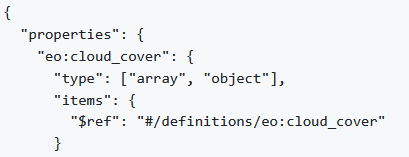 {
  "properties": {
    "eo:cloud_cover": {
      "type": ["array", "object"],
      "items": {
        "$ref": "#/definitions/eo:cloud_cover"
      }